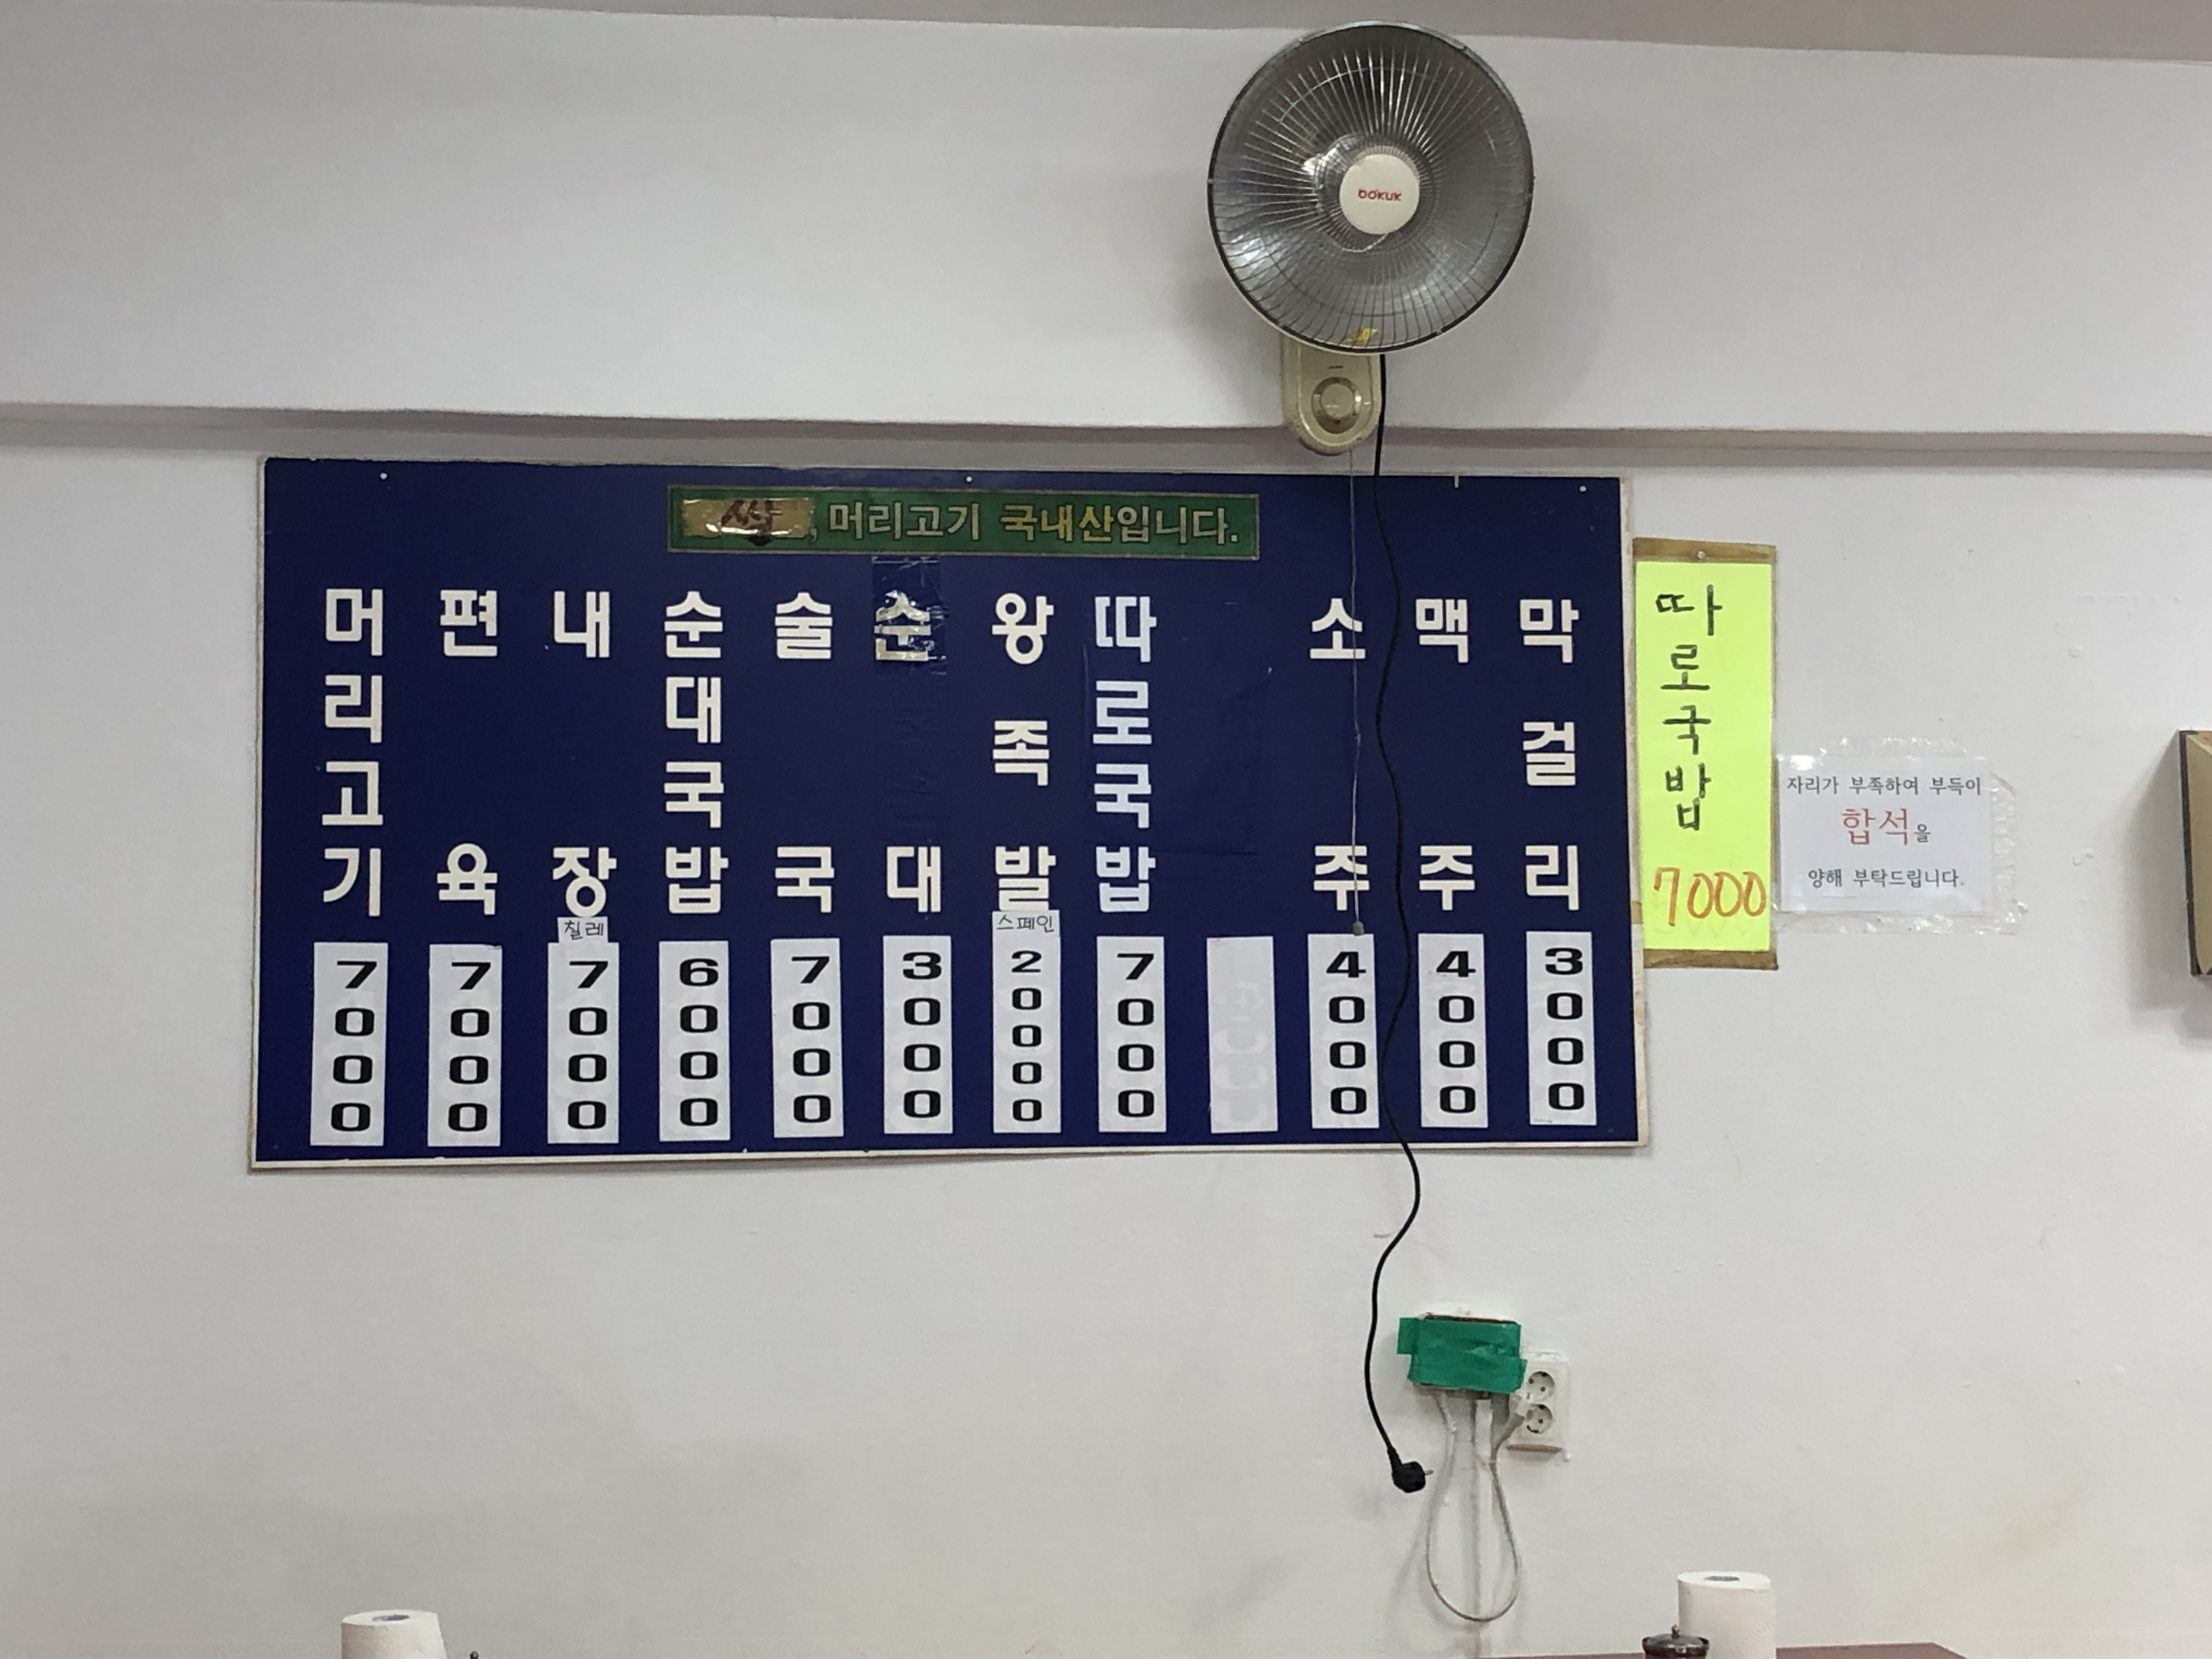 bokuk
쌀, 머리고기 국내산입니다.
머리고기 7000
편육 7000
내장 칠레 7000
순대국밥 6000
술국 7000
순대 3000
왕족발 스페인 20000
따로국밥 7000
소주 4000
맥주 4000
막걸리 3000
따로국밥
7000
자리가 부족하여 부득이
합석을
양해 부탁드립니다.